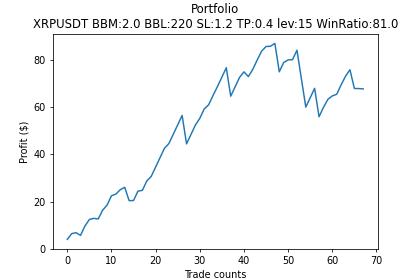 Portfolio
XRPUSDT BBM:2.0 BBL:220 SL:1.2 TP:0.4 lev:15 WinRatio:81.0
Profit ($)
80
60
40
20
0
0 10 20 30 40 50 60 70
Trade counts